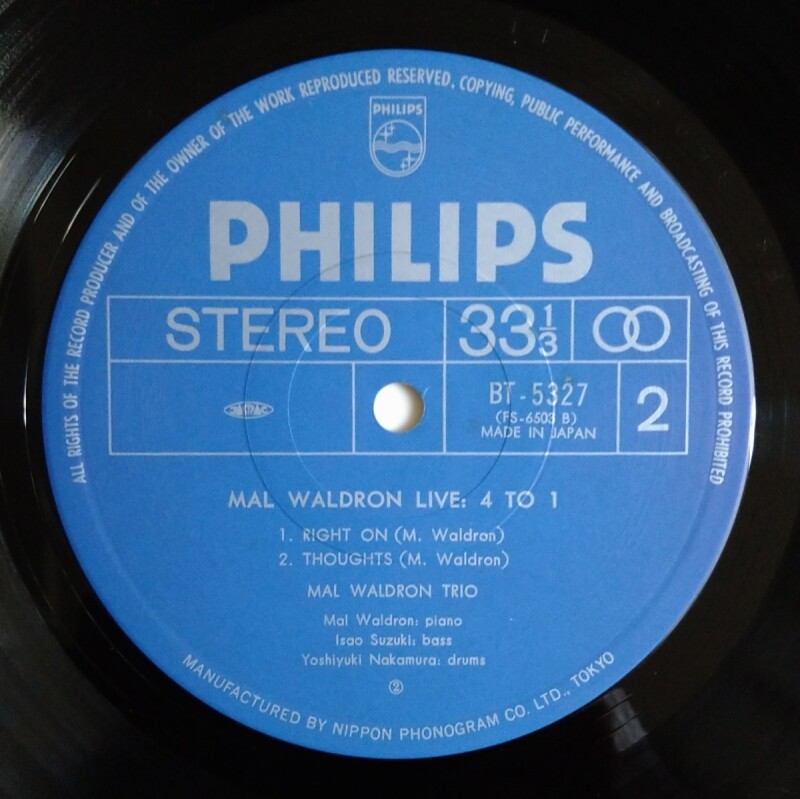 ALL RIGHTS OF THE RECORD PRODUCER AND OF THE OWNER OF THE WORK REPRODUCED RESERVED. COPYING, PUBLIC PERFORMANCE AND BROADCASTING OF THIS RECORD PROHIBITED
PHILIPS
PHILIPS
STEREO 33 1/3
BT-5327
(FS-6503 B)
MADE IN JAPAN
2
MAL WALDRON LIVE: 4 TO 1
1. RIGHT ON (M. Waldron)
2. THOUGHTS (M. Waldron)
MAL WALDRON TRIO
Mal Waldron: piano
Isao Suzuki: bass
Yoshiyuki Nakamura: drums
②
MANUFACTURED BY NIPPON PHONOGRAM CO. LTD., TOKYO